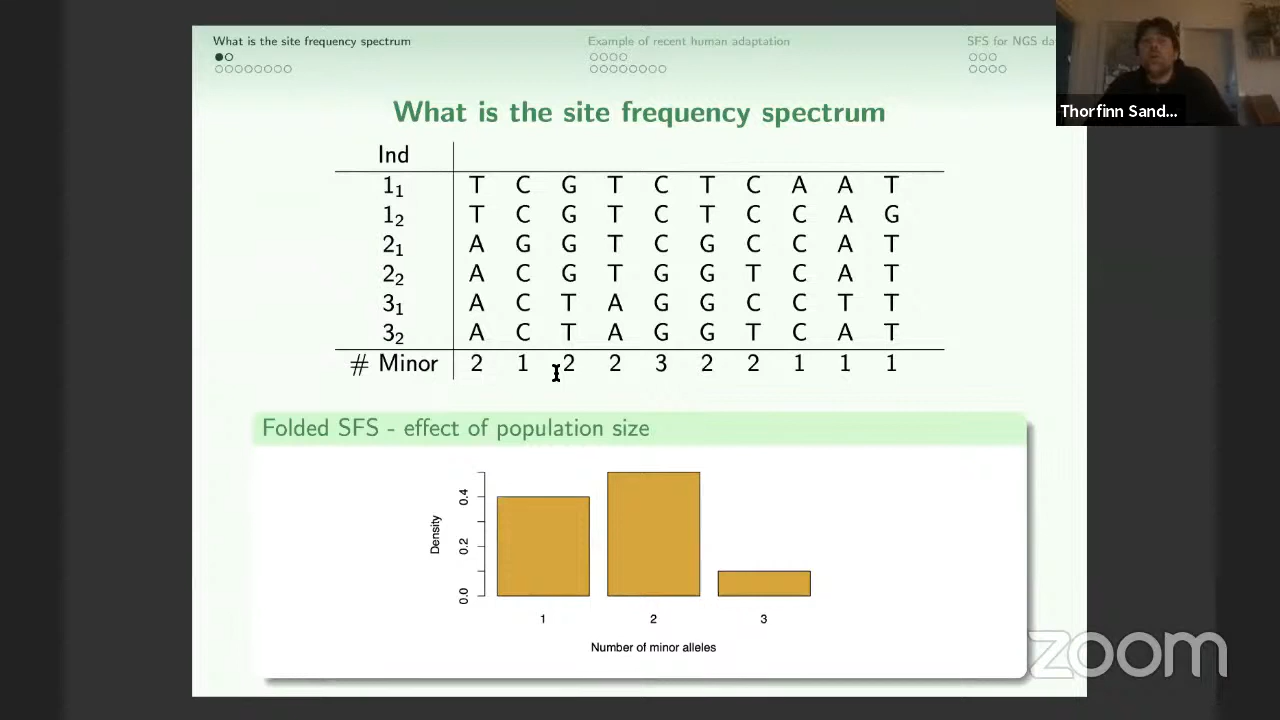 What is the site frequency spectrum
Example of recent human adaptation
SFS for NGS da
Thorfinn Sand...
What is the site frequency spectrum
Ind
1₁ T C G T C T C A A T
1₂ T C G T C T C C A G
2₁ A G G T C G C C A T
2₂ A C G T G G T C A T
3₁ A C T A G G C C T T
3₂ A C T A G G T C A T
# Minor 2 1 2 2 3 2 2 1 1 1
Folded SFS - effect of population size
Density
0.4
0.2
0.0
1 2 3
Number of minor alleles
zoom